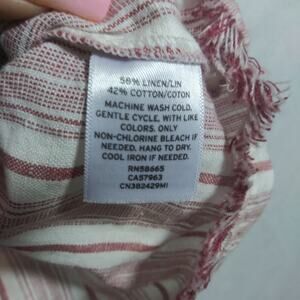 58% LINEN/LIN
42% COTTON/COTON
MACHINE WASH COLD,
GENTLE CYCLE, WITH LIKE
COLORS. ONLY
NON-CHLORINE BLEACH IF
NEEDED. HANG TO DRY.
COOL IRON IF NEEDED.
RN58665
CA57963
CN382429MI